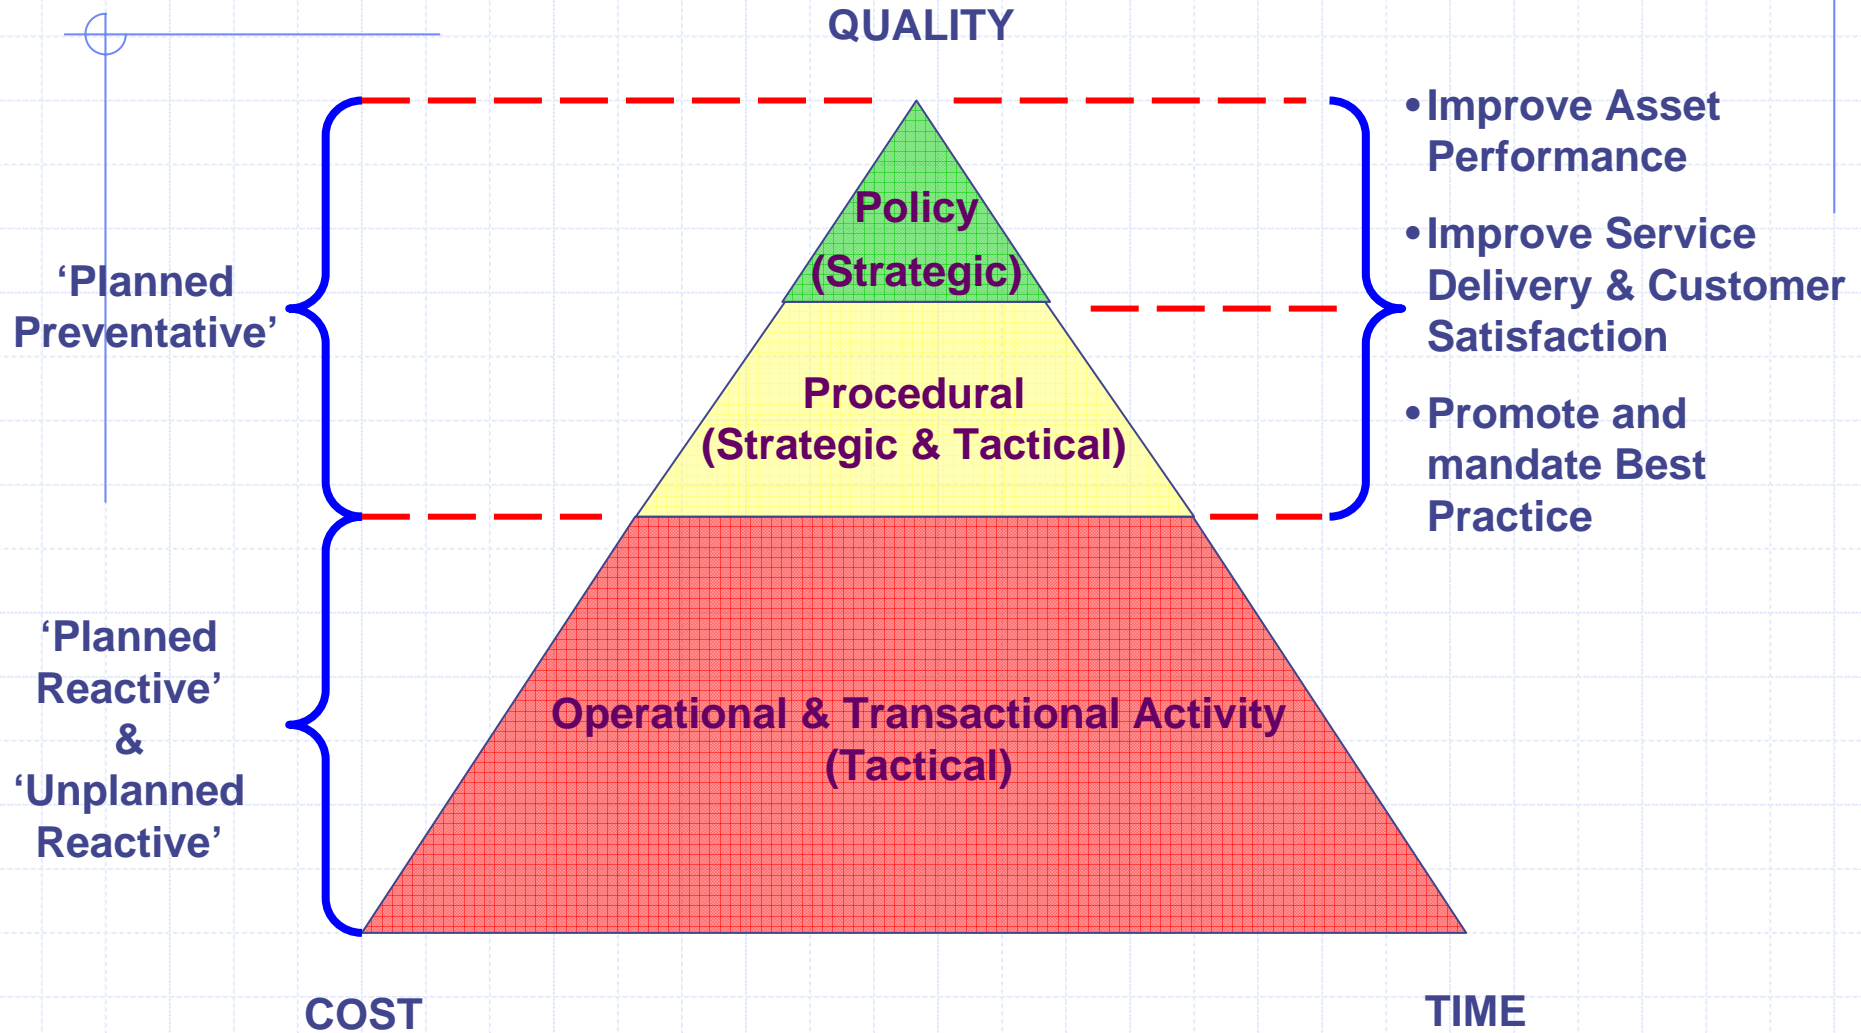 QUALITY
‘Planned
Preventative’
‘Planned
Reactive’
&
‘Unplanned
Reactive’
Policy
(Strategic)
Procedural
(Strategic & Tactical)
Operational & Transactional Activity
(Tactical)
•Improve Asset
Performance
•Improve Service
Delivery & Customer
Satisfaction
•Promote and
mandate Best
Practice
COST
TIME